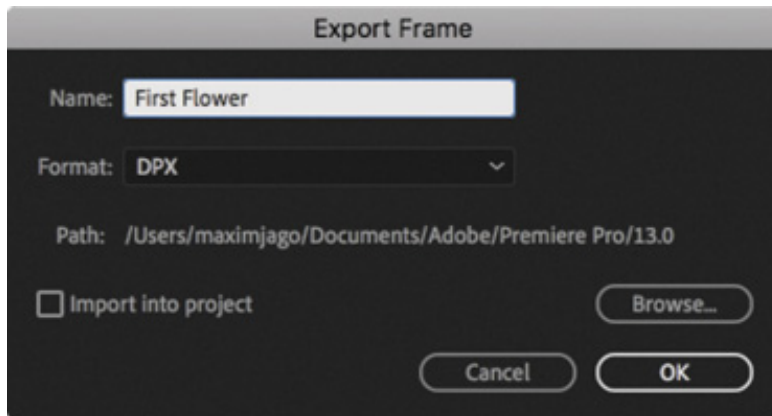 Export Frame
Name: First Flower
Format: DPX
Path: /Users/maximjago/Documents/Adobe/Premiere Pro/13.0
Import into project
Browse...
Cancel
OK